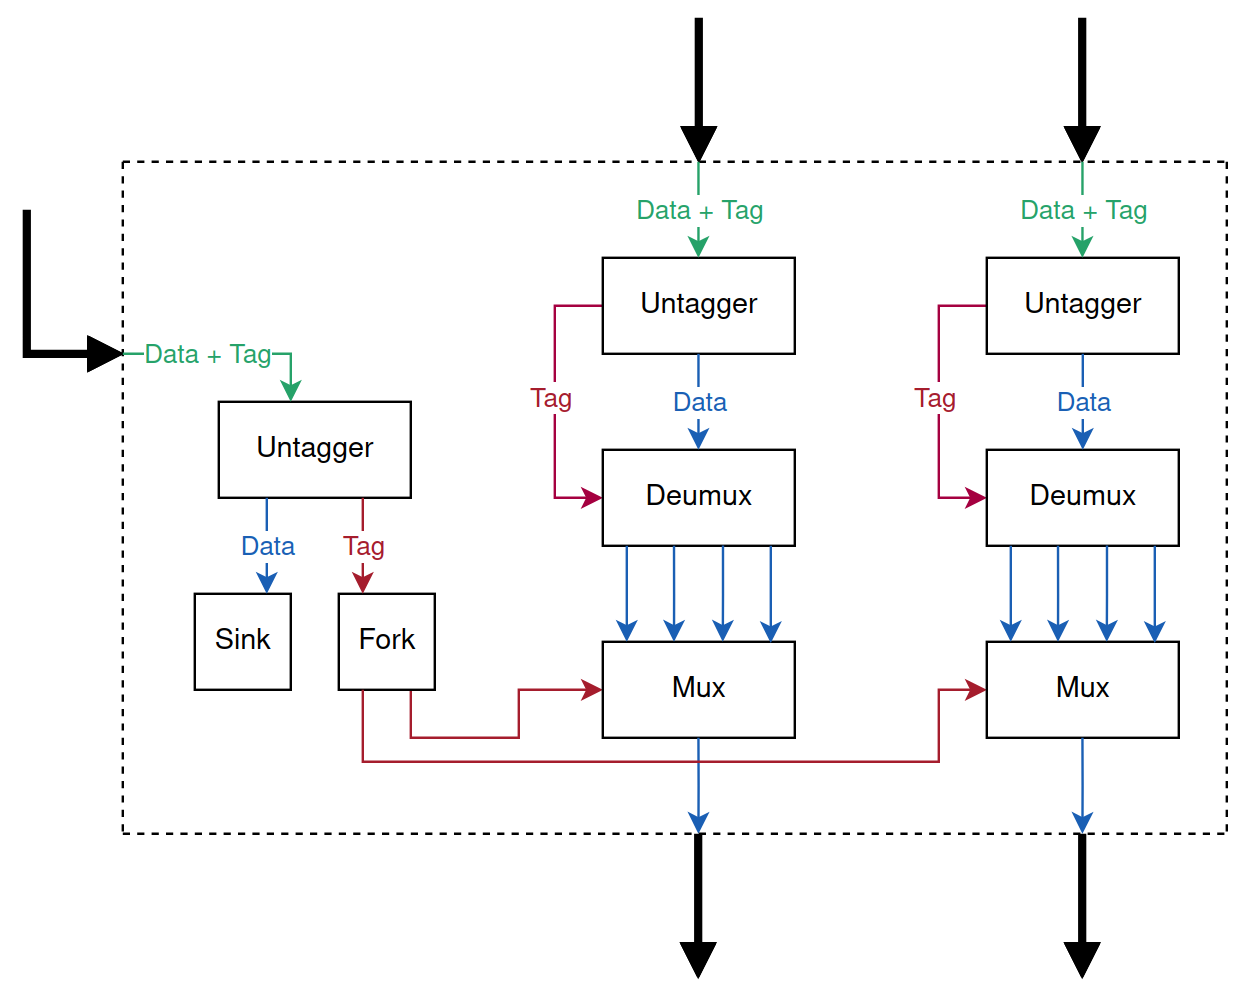 Data + Tag
Data + Tag
Untagger
Untagger
Data + Tag
Tag
Data
Tag
Data
Untagger
Deumux
Deumux
Data
Tag
Sink
Fork
Mux
Mux